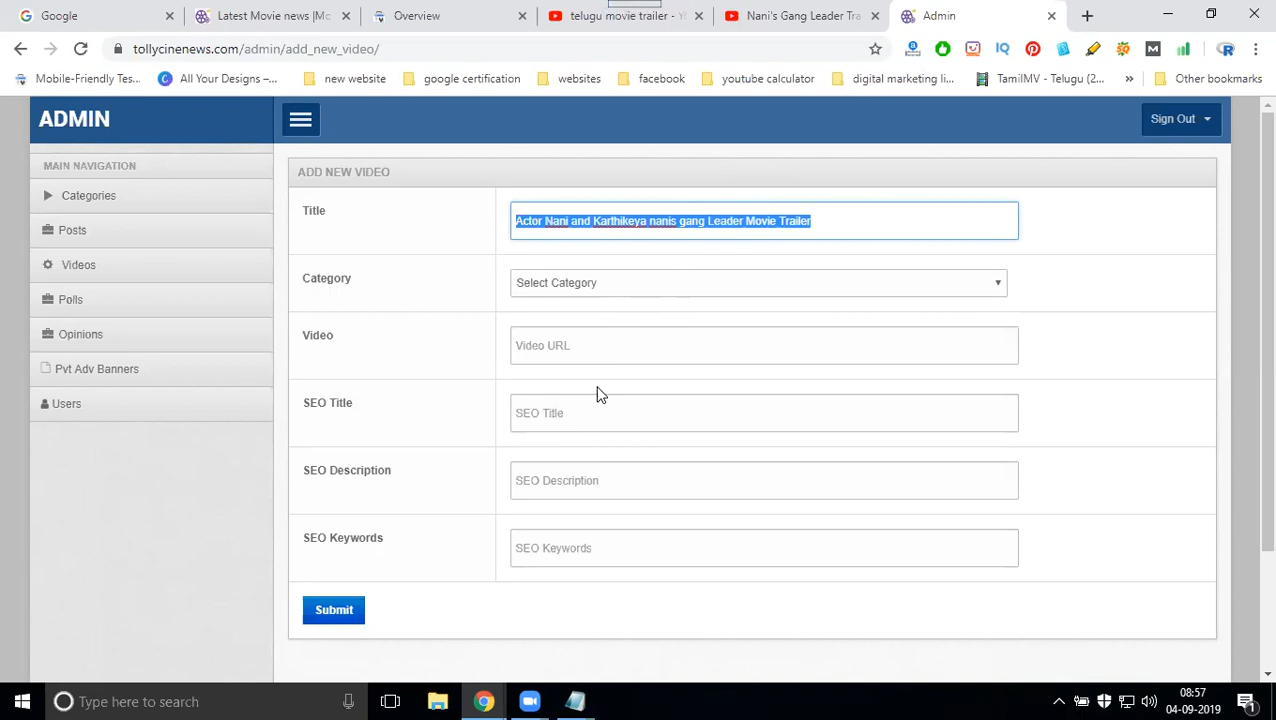 Google
Latest Movie news |Mo
Overview
telugu movie trailer - Y
Nani's Gang Leader Tra
Admin
tollycinenews.com/admin/add_new_video/
IQ
M
R
Mobile-Friendly Tes...
All Your Designs –...
new website
google certification
websites
facebook
youtube calculator
digital marketing li...
TamilMV - Telugu (2...
»
Other bookmarks
ADMIN
Sign Out
MAIN NAVIGATION
Categories
Posts
Videos
Polls
Opinions
Pvt Adv Banners
Users
ADD NEW VIDEO
Title
Actor Nani and Karthikeya nanis gang Leader Movie Trailer
Category
Select Category
Video
Video URL
SEO Title
SEO Title
SEO Description
SEO Description
SEO Keywords
SEO Keywords
Submit
Type here to search
08:57
04-09-2019
1